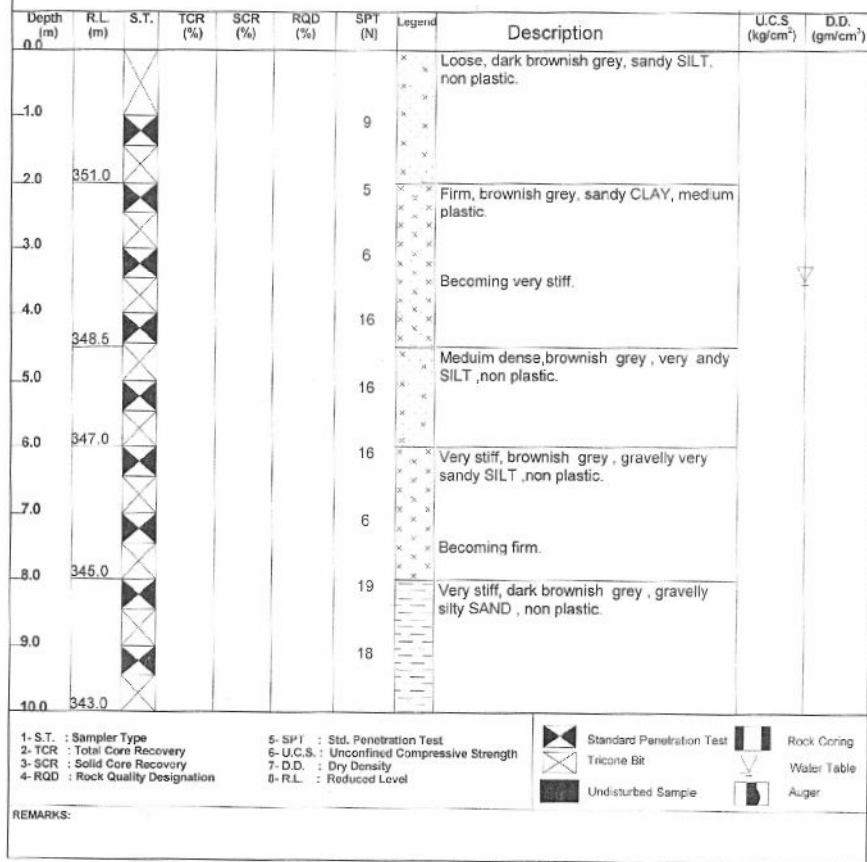 Depth (m) R.L. (m) S.T. TCR (%) SCR (%) RQD (%) SPT (N) Legend Description U.C.S (kg/cm²) D.D. (gm/cm³)
0.0
Loose, dark brownish grey, sandy SILT,
non plastic.
1.0
9
2.0 351.0
5 Firm, brownish grey, sandy CLAY, medium
plastic.
3.0
6
Becoming very stiff.
4.0
16
348.5
Meduim dense,brownish grey , very andy
SILT ,non plastic.
5.0
16
6.0 347.0
16 Very stiff, brownish grey , gravelly very
sandy SILT ,non plastic.
7.0
6
Becoming firm.
8.0 345.0
19 Very stiff, dark brownish grey , gravelly
silty SAND , non plastic.
9.0
18
10.0 343.0
1- S.T. : Sampler Type
2- TCR : Total Core Recovery
3- SCR : Solid Core Recovery
4- RQD : Rock Quality Designation
5- SPT : Std. Penetration Test
6- U.C.S. : Unconfined Compressive Strength
7- D.D. : Dry Density
8- R.L. : Reduced Level
Standard Penetration Test
Tricone Bit
Undisturbed Sample
Rock Coring
Water Table
Auger
REMARKS: